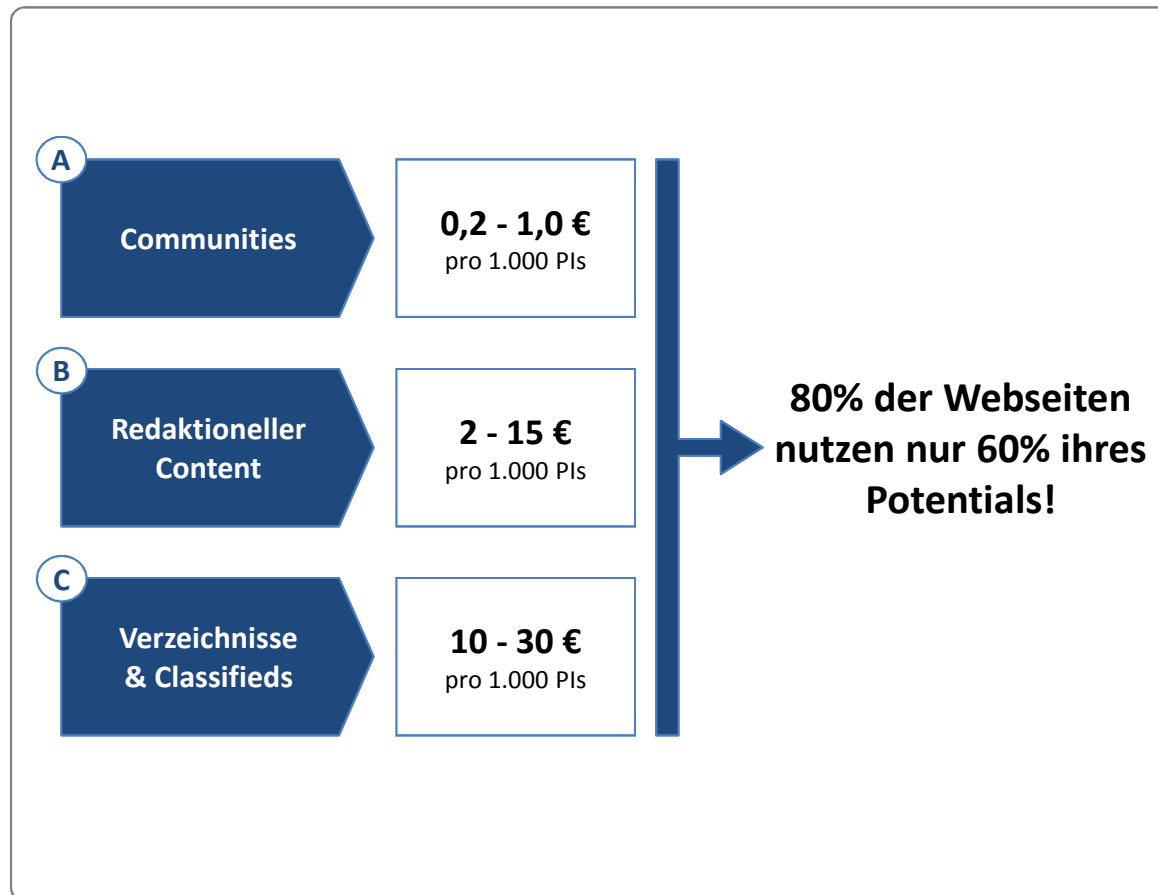 A
Communities
0,2 - 1,0 €
pro 1.000 PIs
B
Redaktioneller
Content
2 - 15 €
pro 1.000 PIs
C
Verzeichnisse
& Classifieds
10 - 30 €
pro 1.000 PIs
80% der Webseiten
nutzen nur 60% ihres
Potentials!